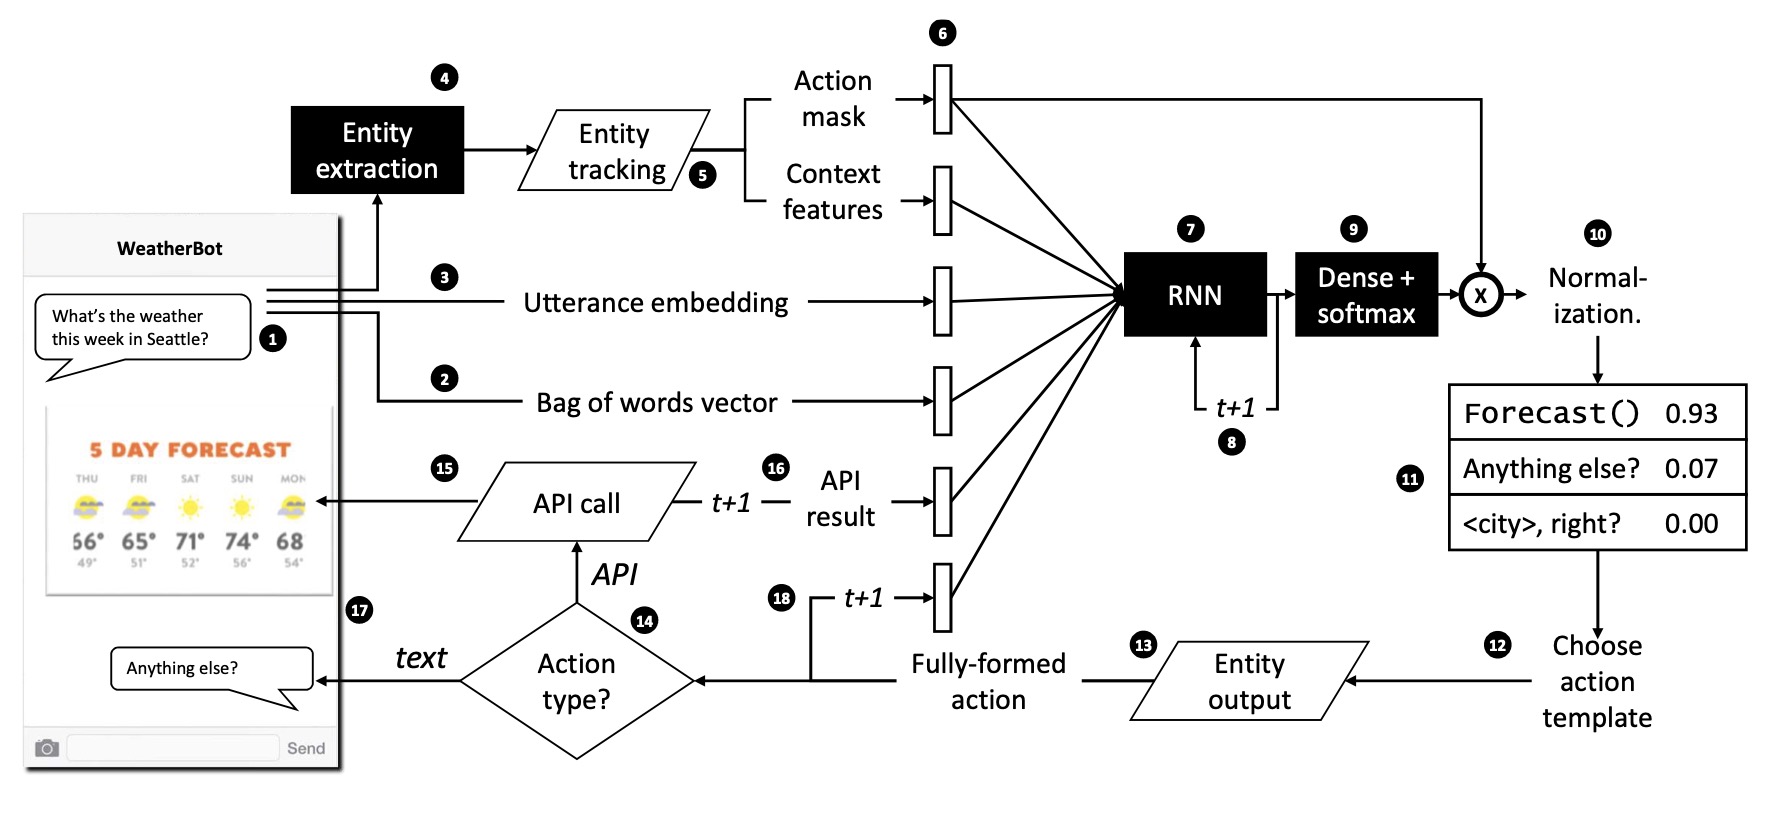 6
4
Action
mask
Entity
extraction
Entity
tracking
5
Context
features
WeatherBot
7
9
10
3
Utterance embedding
RNN
Dense +
softmax
x
Normal-
ization.
What's the weather
this week in Seattle?
1
2
Bag of words vector
t+1
8
Forecast() 0.93
Anything else? 0.07
<city>, right? 0.00
11
5 DAY FORECAST
THU FRI SAT SUN MON
66° 65° 71° 74° 68
49° 51° 52° 56° 54°
15
API call
16
t+1
API
result
API
17
18
t+1
14
text
Action
type?
Fully-formed
action
13
Entity
output
12
Choose
action
template
Anything else?
Send